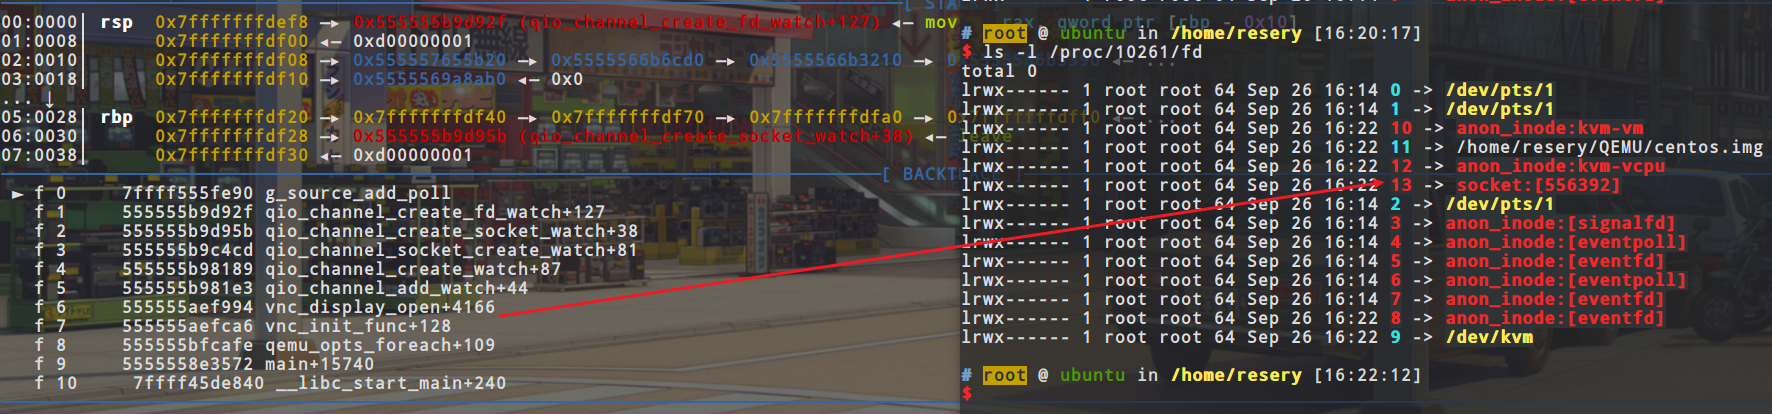 [ STA
00:0000│ rsp 0x7fffffffdef8 —▸ 0x555555b9d92f (qio_channel_create_fd_watch+127) ◂— mov rax, qword ptr [rbp - 0x10]
01:0008│ 0x7fffffffdf00 ◂— 0xd00000001
02:0010│ 0x7fffffffdf08 —▸ 0x555557655b20 —▸ 0x5555566b6cd0 —▸ 0x5555566b3210 —▸
03:0018│ 0x7fffffffdf10 —▸ 0x5555569a8ab0 ◂— 0x0
... ↓
05:0028│ rbp 0x7fffffffdf20 —▸ 0x7fffffffdf40 —▸ 0x7fffffffdf70 —▸ 0x7fffffffdfa0 —▸ 0x7fffffffdff0 ◂— ...
06:0030│ 0x7fffffffdf28 —▸ 0x555555b9d95b (qio_channel_create_socket_watch+38) ◂— leave
07:0038│ 0x7fffffffdf30 ◂— 0xd00000001
[ BACKT
► f 0 7ffff555fe90 g_source_add_poll
f 1 555555b9d92f qio_channel_create_fd_watch+127
f 2 555555b9d95b qio_channel_create_socket_watch+38
f 3 555555b9c4cd qio_channel_socket_create_watch+81
f 4 555555b98189 qio_channel_create_watch+87
f 5 555555b981e3 qio_channel_add_watch+44
f 6 555555aef994 vnc_display_open+4166
f 7 555555aefca6 vnc_init_func+128
f 8 555555bfcafe qemu_opts_foreach+109
f 9 5555558e3572 main+15740
f 10 7ffff45de840 __libc_start_main+240
# root @ ubuntu in /home/resery [16:20:17]
$ ls -l /proc/10261/fd
total 0
lrwx------ 1 root root 64 Sep 26 16:14 0 -> /dev/pts/1
lrwx------ 1 root root 64 Sep 26 16:14 1 -> /dev/pts/1
lrwx------ 1 root root 64 Sep 26 16:22 10 -> anon_inode:kvm-vm
lrwx------ 1 root root 64 Sep 26 16:22 11 -> /home/resery/QEMU/centos.img
lrwx------ 1 root root 64 Sep 26 16:22 12 -> anon_inode:kvm-vcpu
lrwx------ 1 root root 64 Sep 26 16:22 13 -> socket:[556392]
lrwx------ 1 root root 64 Sep 26 16:14 2 -> /dev/pts/1
lrwx------ 1 root root 64 Sep 26 16:14 3 -> anon_inode:[signalfd]
lrwx------ 1 root root 64 Sep 26 16:14 4 -> anon_inode:[eventpoll]
lrwx------ 1 root root 64 Sep 26 16:14 5 -> anon_inode:[eventfd]
lrwx------ 1 root root 64 Sep 26 16:14 6 -> anon_inode:[eventpoll]
lrwx------ 1 root root 64 Sep 26 16:14 7 -> anon_inode:[eventfd]
lrwx------ 1 root root 64 Sep 26 16:22 8 -> anon_inode:[eventfd]
lrwx------ 1 root root 64 Sep 26 16:22 9 -> /dev/kvm
# root @ ubuntu in /home/resery [16:22:12]
$